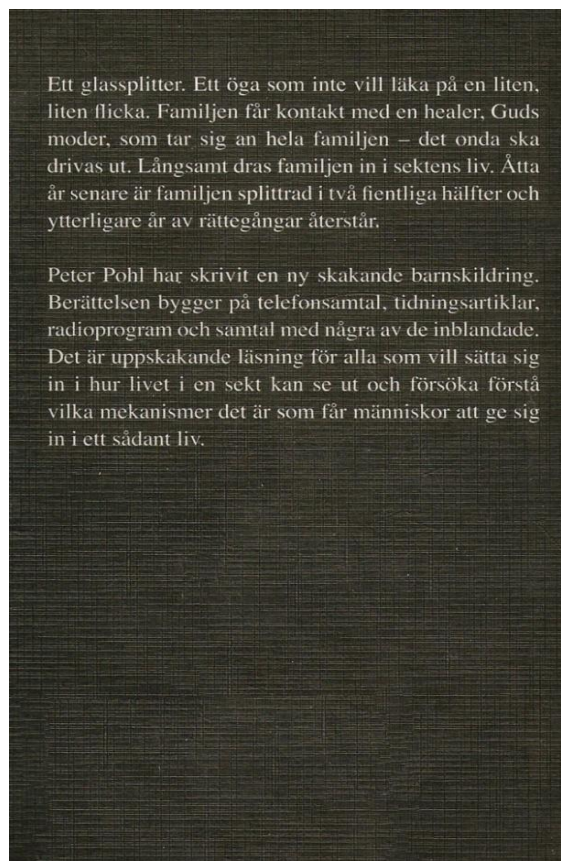 Ett glassplitter. Ett öga som inte vill läka på en liten,
liten flicka. Familjen får kontakt med en healer, Guds
moder, som tar sig an hela familjen – det onda ska
drivas ut. Långsamt dras familjen in i sektens liv. Åtta
år senare är familjen splittrad i två fientliga hälfter och
ytterligare år av rättegångar återstår.
Peter Pohl har skrivit en ny skakande barnskildring.
Berättelsen bygger på telefonsamtal, tidningsartiklar,
radioprogram och samtal med några av de inblandade.
Det är uppskakande läsning för alla som vill sätta sig
in i hur livet i en sekt kan se ut och försöka förstå
vilka mekanismer det är som får människor att ge sig
in i ett sådant liv.